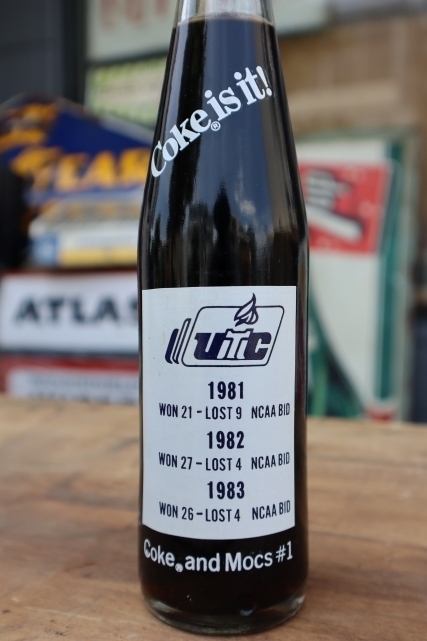 Coke® is it!
UTC
1981
WON 21 - LOST 9 NCAA BID
1982
WON 27 - LOST 4 NCAA BID
1983
WON 26 - LOST 4 NCAA BID
Coke® and Mocs #1
ATLAS